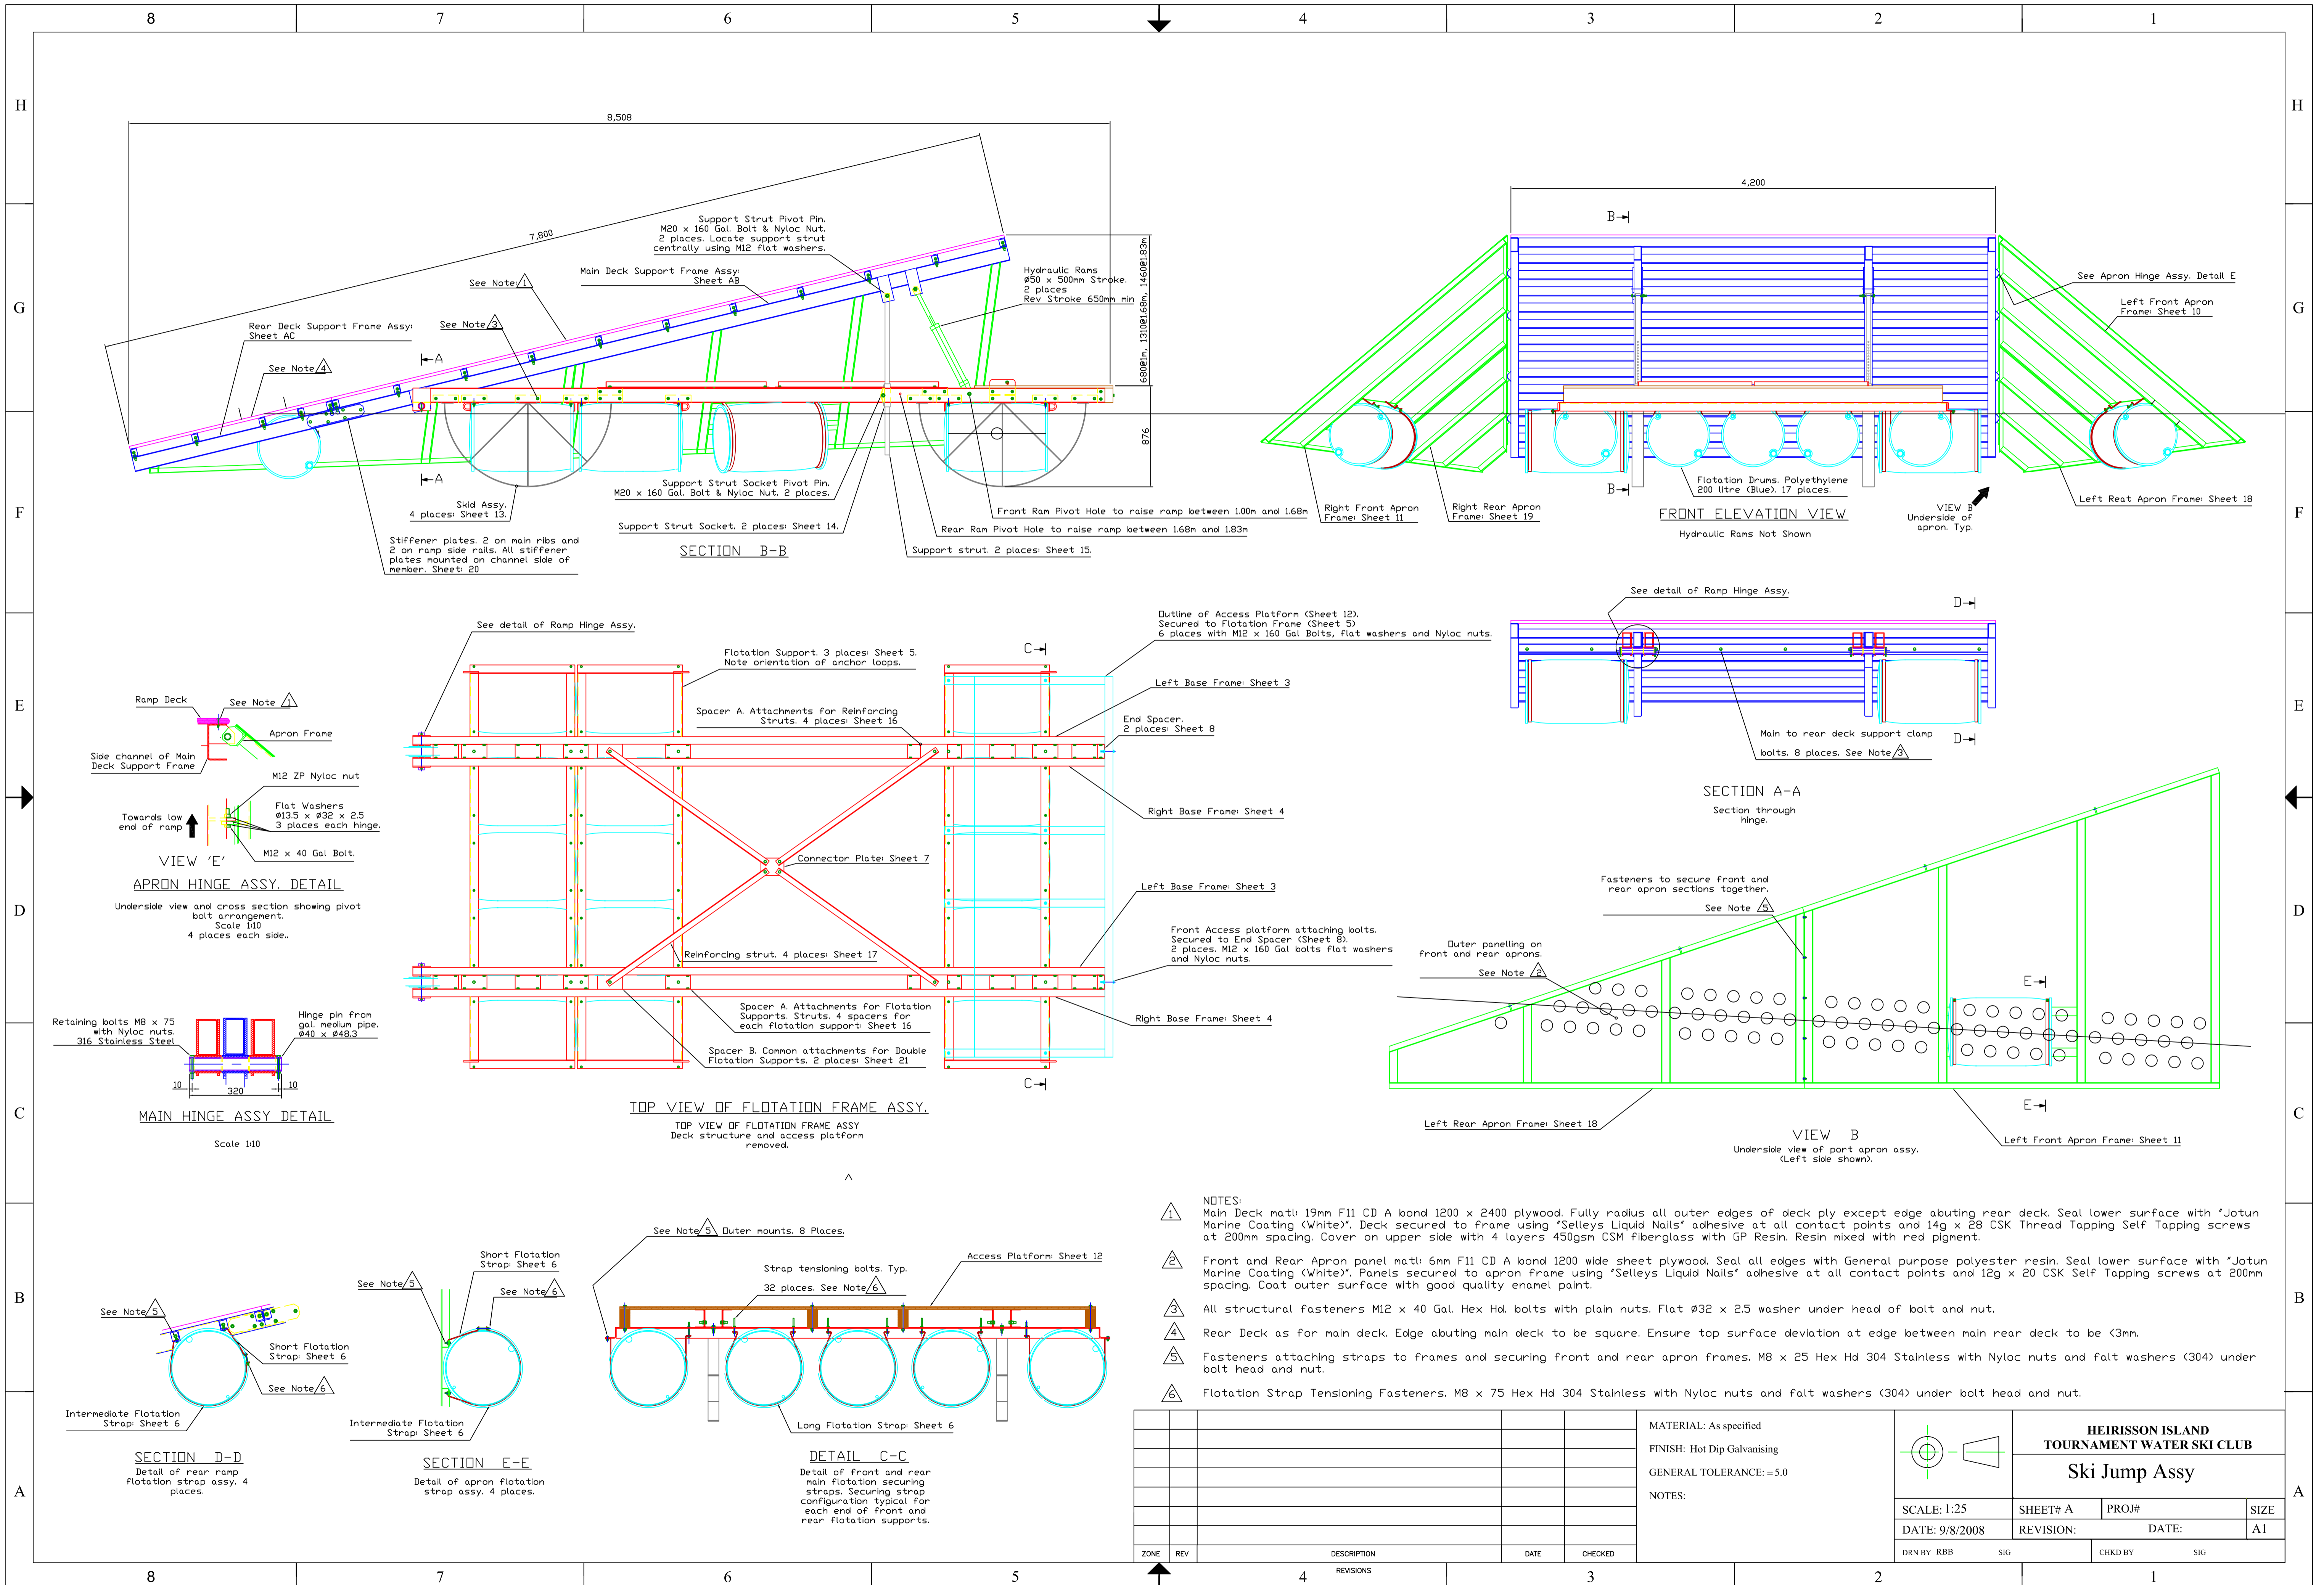 8 7 6 5 4 3 2 1
H
H
G
G
F
F
E
E
D
D
C
C
B
B
A
A
8,508
7,800
Support Strut Pivot Pin.
M20 x 160 Gal. Bolt & Nyloc Nut.
2 places. Locate support strut
centrally using M12 flat washers.
See Note 1
Main Deck Support Frame Assy:
Sheet AB
Hydraulic Rams
Ø50 x 500mm Stroke.
2 places
Rev Stroke 650mm min
680@1m, 1310@1.68m, 1460@1.83m
876
Rear Deck Support Frame Assy:
Sheet AC
See Note 3
See Note 4
A
A
Skid Assy.
4 places: Sheet 13.
Support Strut Socket Pivot Pin.
M20 x 160 Gal. Bolt & Nyloc Nut. 2 places.
Support Strut Socket. 2 places: Sheet 14.
Front Ram Pivot Hole to raise ramp between 1.00m and 1.68m
Rear Ram Pivot Hole to raise ramp between 1.68m and 1.83m
Support strut. 2 places: Sheet 15.
Stiffener plates. 2 on main ribs and
2 on ramp side rails. All stiffener
plates mounted on channel side of
member. Sheet: 20
SECTION B-B
4,200
B
B
See Apron Hinge Assy. Detail E
Left Front Apron
Frame: Sheet 10
Flotation Drums. Polyethylene
200 litre (Blue). 17 places.
Right Front Apron
Frame: Sheet 11
Right Rear Apron
Frame: Sheet 19
Left Reat Apron Frame: Sheet 18
VIEW B
Underside of
apron. Typ.
FRONT ELEVATION VIEW
Hydraulic Rams Not Shown
See detail of Ramp Hinge Assy.
D
D
Main to rear deck support clamp
bolts. 8 places. See Note 3
SECTION A-A
Section through
hinge.
See detail of Ramp Hinge Assy.
Flotation Support. 3 places: Sheet 5.
Note orientation of anchor loops.
C
C
Outline of Access Platform (Sheet 12).
Secured to Flotation Frame (Sheet 5)
6 places with M12 x 160 Gal Bolts, flat washers and Nyloc nuts.
Left Base Frame: Sheet 3
Spacer A. Attachments for Reinforcing
Struts. 4 places: Sheet 16
End Spacer.
2 places: Sheet 8
Right Base Frame: Sheet 4
Connector Plate: Sheet 7
Left Base Frame: Sheet 3
Front Access platform attaching bolts.
Secured to End Spacer (Sheet 8).
2 places. M12 x 160 Gal bolts flat washers
and Nyloc nuts.
Reinforcing strut. 4 places: Sheet 17
Spacer A. Attachments for Flotation
Supports. Struts. 4 spacers for
each flotation support: Sheet 16
Right Base Frame: Sheet 4
Spacer B. Common attachments for Double
Flotation Supports. 2 places: Sheet 21
TOP VIEW OF FLOTATION FRAME ASSY.
TOP VIEW OF FLOTATION FRAME ASSY
Deck structure and access platform
removed.
Ramp Deck
See Note 1
Apron Frame
Side channel of Main
Deck Support Frame
M12 ZP Nyloc nut
Towards low
end of ramp
Flat Washers
Ø13.5 x Ø32 x 2.5
3 places each hinge.
M12 x 40 Gal Bolt.
VIEW 'E'
APRON HINGE ASSY. DETAIL
Underside view and cross section showing pivot
bolt arrangement.
Scale 1:10
4 places each side..
Retaining bolts M8 x 75
with Nyloc nuts.
316 Stainless Steel
Hinge pin from
gal. medium pipe.
Ø40 x Ø48.3
10 320 10
MAIN HINGE ASSY DETAIL
Scale 1:10
Fasteners to secure front and
rear apron sections together.
See Note 5
Outer panelling on
front and rear aprons.
See Note 2
E
E
Left Rear Apron Frame: Sheet 18
Left Front Apron Frame: Sheet 11
VIEW B
Underside view of port apron assy.
(Left side shown).
See Note 5
Short Flotation
Strap: Sheet 6
See Note 6
Intermediate Flotation
Strap: Sheet 6
SECTION D-D
Detail of rear ramp
flotation strap assy. 4
places.
Short Flotation
Strap: Sheet 6
See Note 5
See Note 6
Intermediate Flotation
Strap: Sheet 6
SECTION E-E
Detail of apron flotation
strap assy. 4 places.
See Note 5 Outer mounts. 8 Places.
Access Platform: Sheet 12
Strap tensioning bolts. Typ.
32 places. See Note 6
Long Flotation Strap: Sheet 6
DETAIL C-C
Detail of front and rear
main flotation securing
straps. Securing strap
configuration typical for
each end of front and
rear flotation supports.
NOTES:
1 Main Deck matl: 19mm F11 CD A bond 1200 x 2400 plywood. Fully radius all outer edges of deck ply except edge abuting rear deck. Seal lower surface with "Jotun
Marine Coating (White)". Deck secured to frame using "Selleys Liquid Nails" adhesive at all contact points and 14g x 28 CSK Thread Tapping Self Tapping screws
at 200mm spacing. Cover on upper side with 4 layers 450gsm CSM fiberglass with GP Resin. Resin mixed with red pigment.
2 Front and Rear Apron panel matl: 6mm F11 CD A bond 1200 wide sheet plywood. Seal all edges with General purpose polyester resin. Seal lower surface with "Jotun
Marine Coating (White)". Panels secured to apron frame using "Selleys Liquid Nails" adhesive at all contact points and 12g x 20 CSK Self Tapping screws at 200mm
spacing. Coat outer surface with good quality enamel paint.
3 All structural fasteners M12 x 40 Gal. Hex Hd. bolts with plain nuts. Flat Ø32 x 2.5 washer under head of bolt and nut.
4 Rear Deck as for main deck. Edge abuting main deck to be square. Ensure top surface deviation at edge between main rear deck to be <3mm.
5 Fasteners attaching straps to frames and securing front and rear apron frames. M8 x 25 Hex Hd 304 Stainless with Nyloc nuts and falt washers (304) under
bolt head and nut.
6 Flotation Strap Tensioning Fasteners. M8 x 75 Hex Hd 304 Stainless with Nyloc nuts and falt washers (304) under bolt head and nut.
MATERIAL: As specified
FINISH: Hot Dip Galvanising
GENERAL TOLERANCE: ±5.0
NOTES:
HEIRISSON ISLAND
TOURNAMENT WATER SKI CLUB
Ski Jump Assy
SCALE: 1:25 SHEET# A PROJ# SIZE
DATE: 9/8/2008 REVISION: DATE: A1
DRN BY RBB SIG CHKD BY SIG
ZONE REV DESCRIPTION DATE CHECKED
REVISIONS
8 7 6 5 4 3 2 1